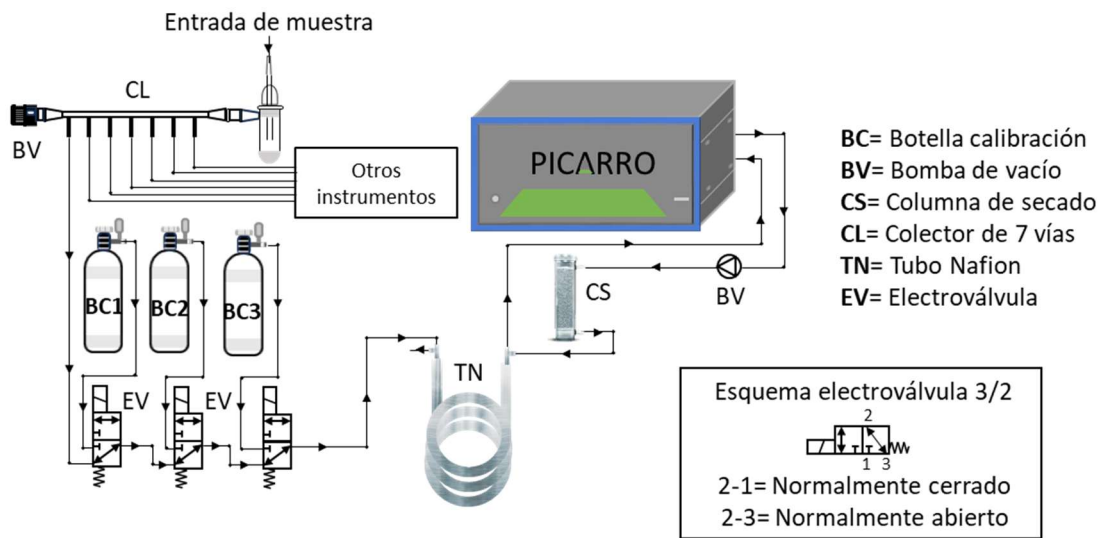 Entrada de muestra
CL
BV
Otros
instrumentos
PICARRO
BC= Botella calibración
BV= Bomba de vacío
CS= Columna de secado
CL= Colector de 7 vías
TN= Tubo Nafion
EV= Electroválvula
BC1
BC2
BC3
CS
BV
TN
EV
EV
Esquema electroválvula 3/2
2
1
3
2-1= Normalmente cerrado
2-3= Normalmente abierto